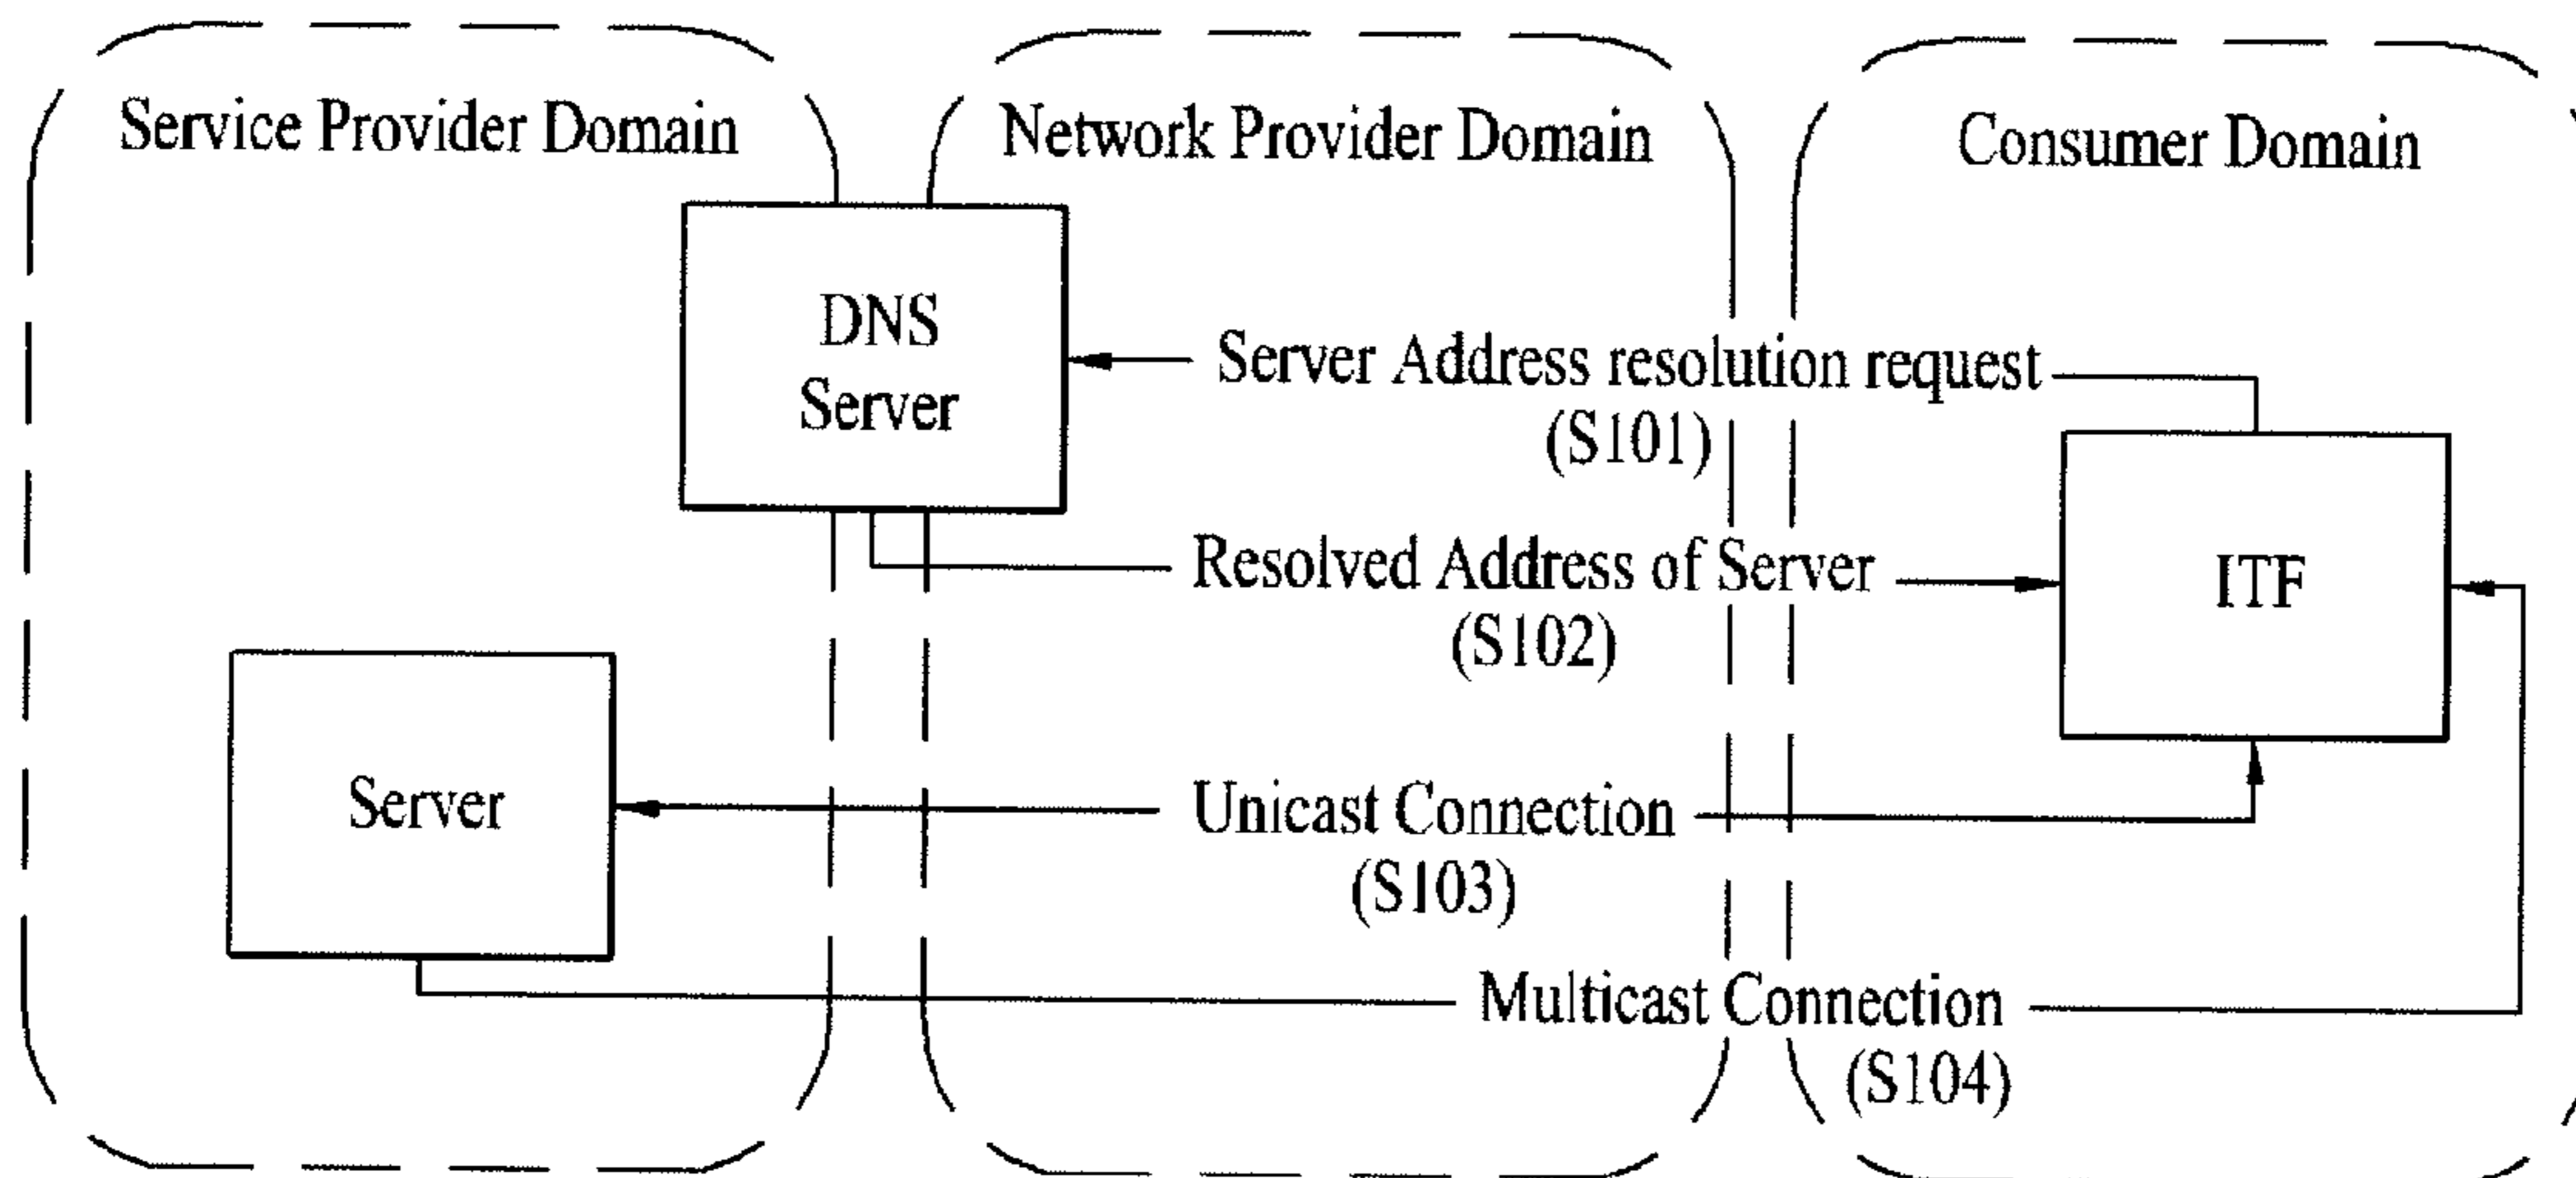 Service Provider Domain
Network Provider Domain
Consumer Domain
DNS
Server
Server Address resolution request
(S101)
Resolved Address of Server
(S102)
ITF
Server
Unicast Connection
(S103)
Multicast Connection
(S104)